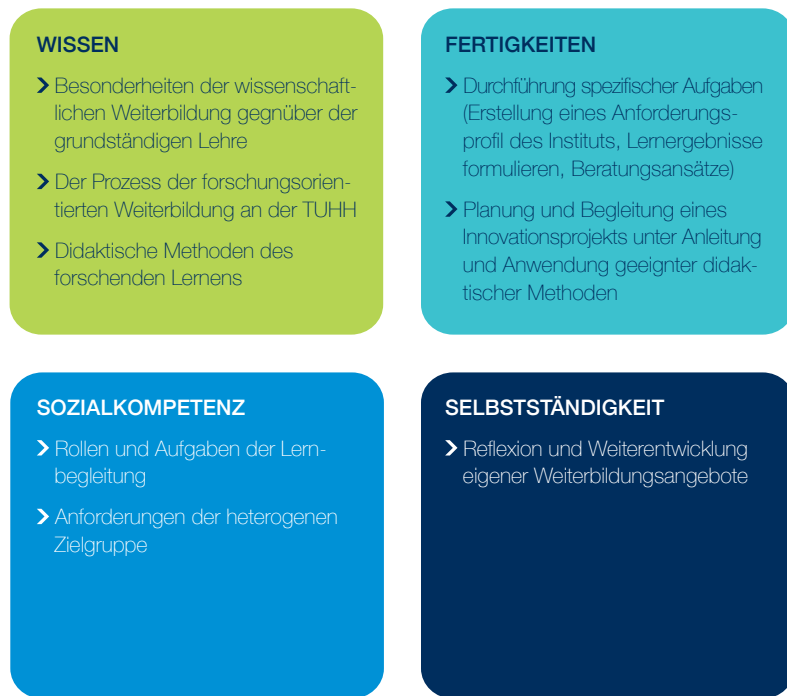 WISSEN
Besonderheiten der wissenschaft-
lichen Weiterbildung gegnüber der
grundständigen Lehre
Der Prozess der forschungsorien-
tierten Weiterbildung an der TUHH
Didaktische Methoden des
forschenden Lernens
FERTIGKEITEN
Durchführung spezifischer Aufgaben
(Erstellung eines Anforderungs-
profil des Instituts, Lernergebnisse
formulieren, Beratungsansätze)
Planung und Begleitung eines
Innovationsprojekts unter Anleitung
und Anwendung geeignter didak-
tischer Methoden
SOZIALKOMPETENZ
Rollen und Aufgaben der Lern-
begleitung
Anforderungen der heterogenen
Zielgruppe
SELBSTSTÄNDIGKEIT
Reflexion und Weiterentwicklung
eigener Weiterbildungsangebote